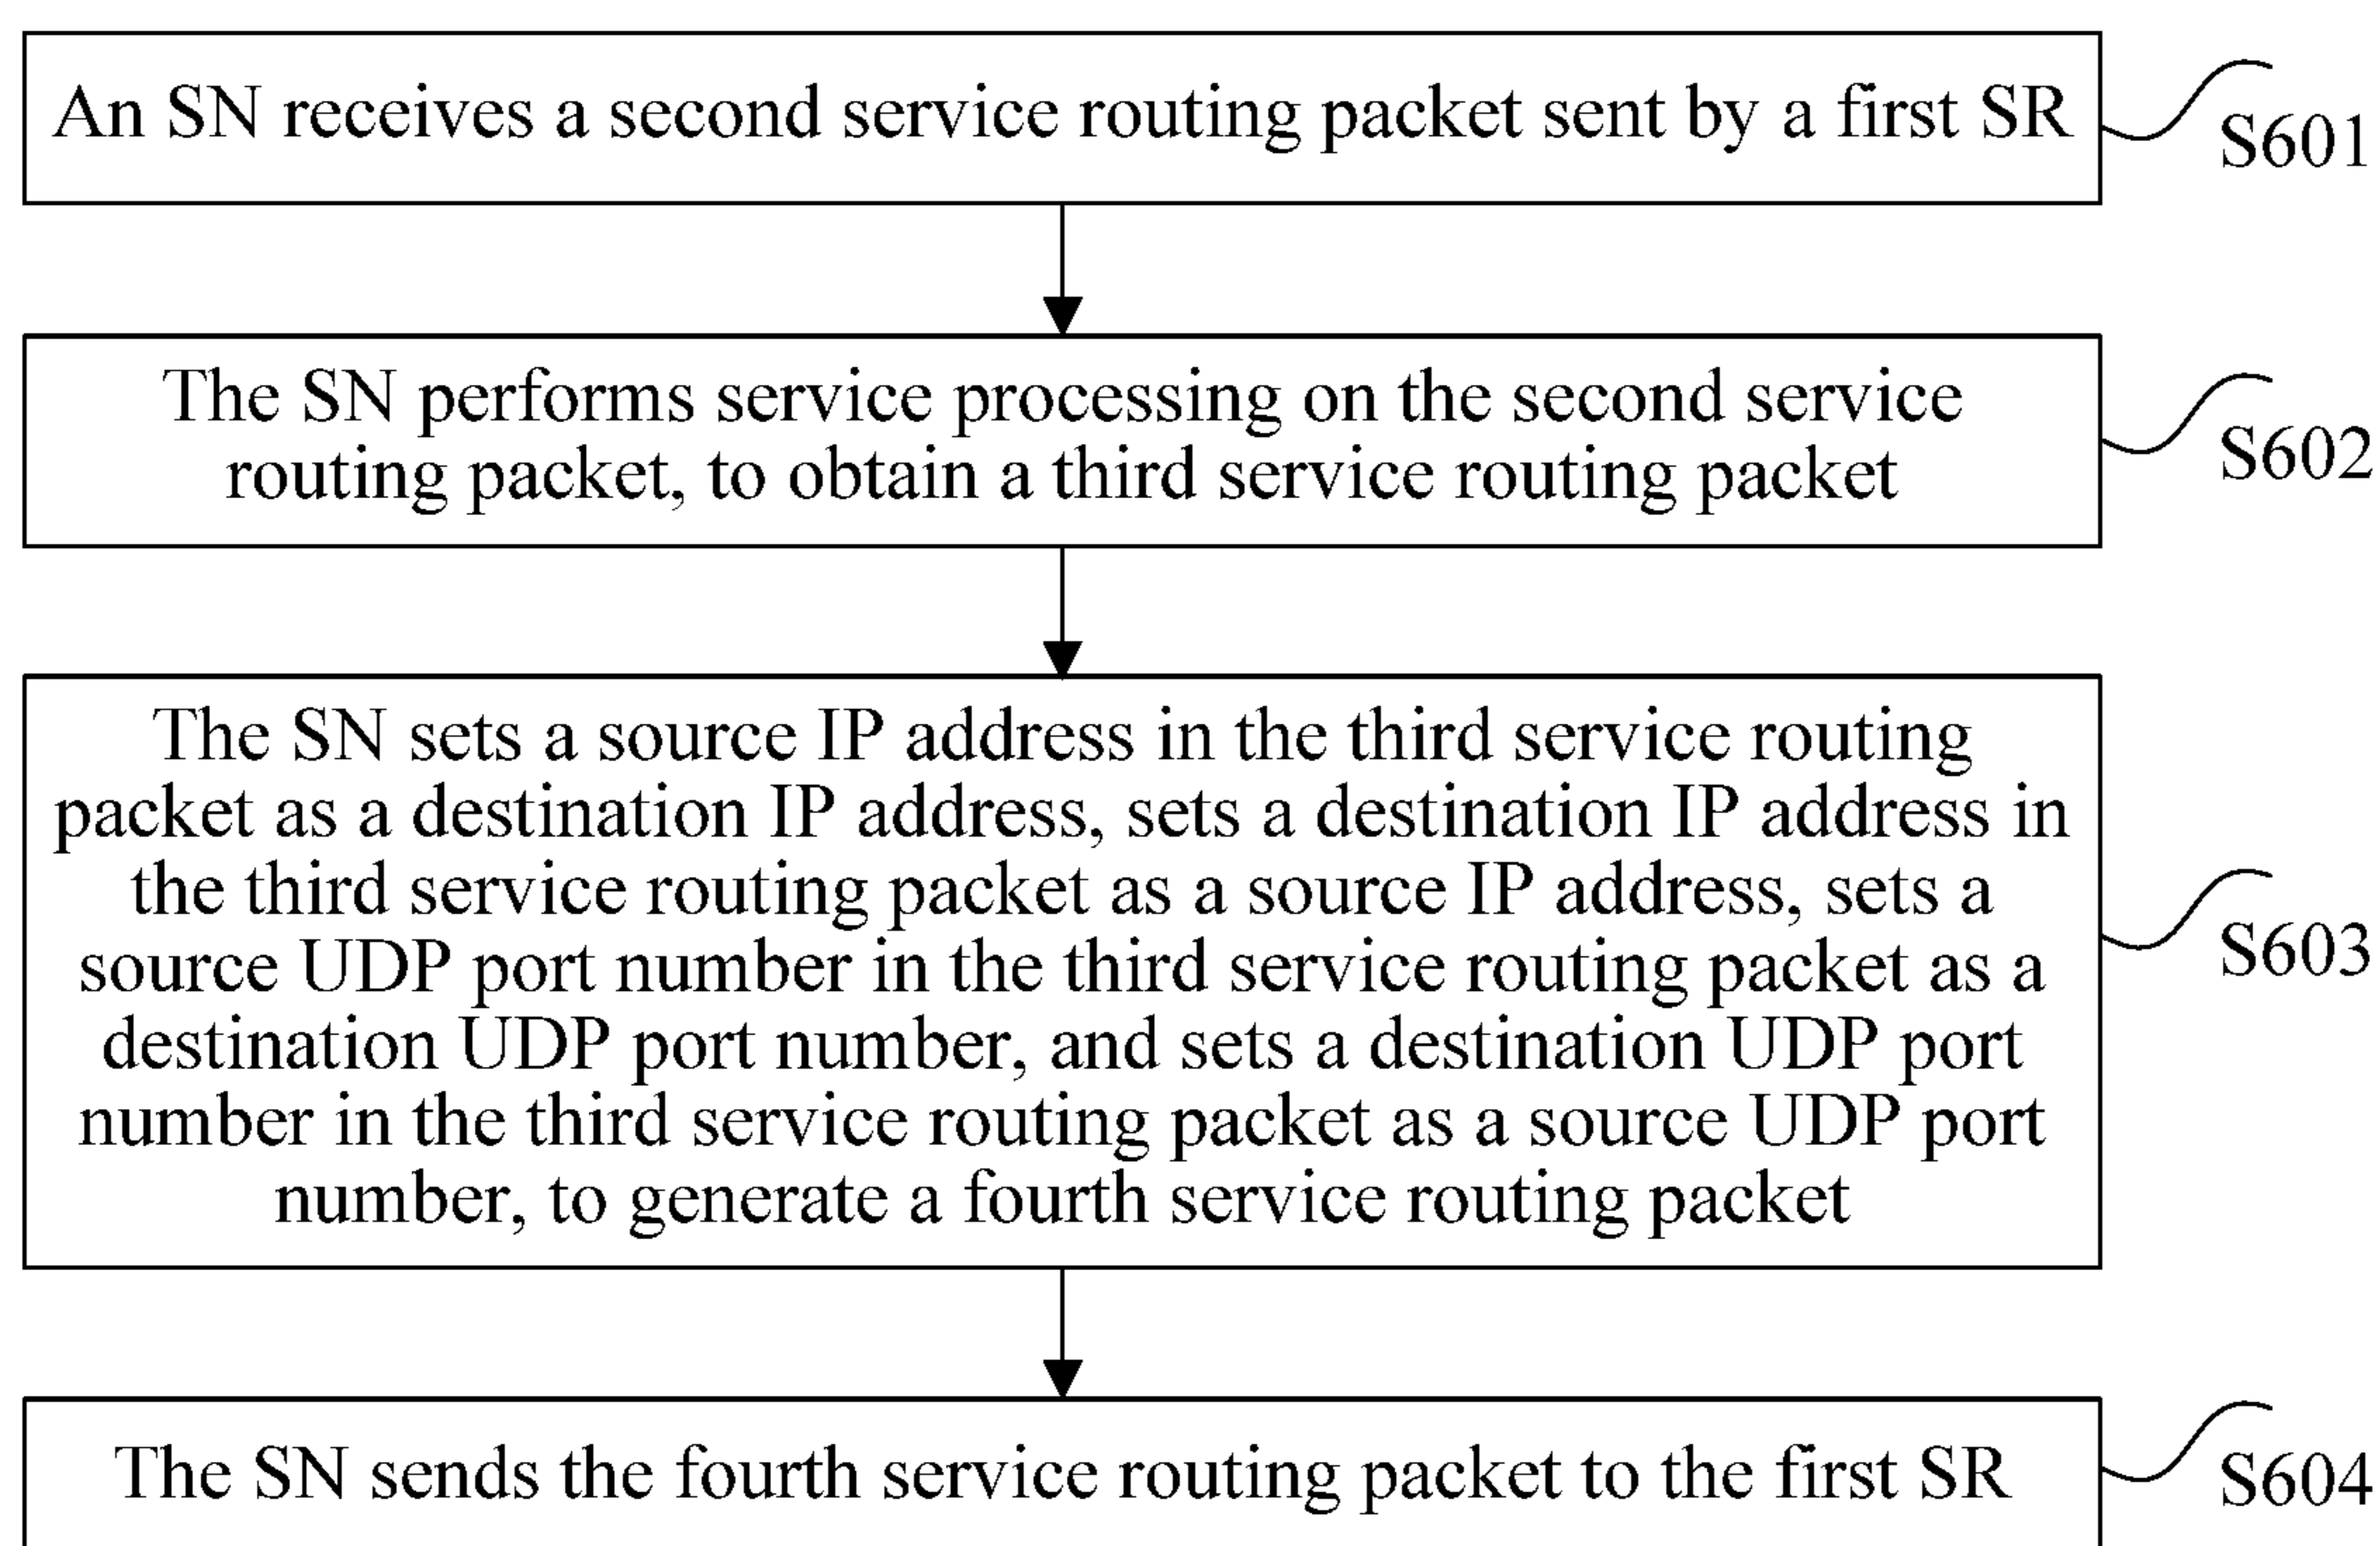 An SN receives a second service routing packet sent by a first SR
S601
The SN performs service processing on the second service
routing packet, to obtain a third service routing packet
S602
The SN sets a source IP address in the third service routing
packet as a destination IP address, sets a destination IP address in
the third service routing packet as a source IP address, sets a
source UDP port number in the third service routing packet as a
destination UDP port number, and sets a destination UDP port
number in the third service routing packet as a source UDP port
number, to generate a fourth service routing packet
S603
The SN sends the fourth service routing packet to the first SR
S604